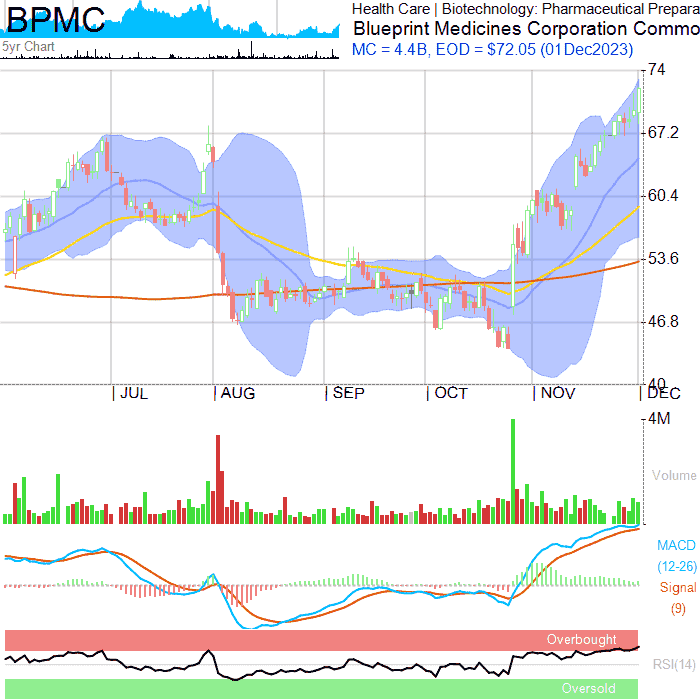 BPMC
5yr Chart
Health Care | Biotechnology: Pharmaceutical Prepara
Blueprint Medicines Corporation Commo
MC = 4.4B, EOD = $72.05 (01Dec2023)
74
67.2
60.4
53.6
46.8
40
JUL
AUG
SEP
OCT
NOV
DEC
4M
Volume
MACD
(12-26)
Signal
(9)
Overbought
RSI(14)
Oversold